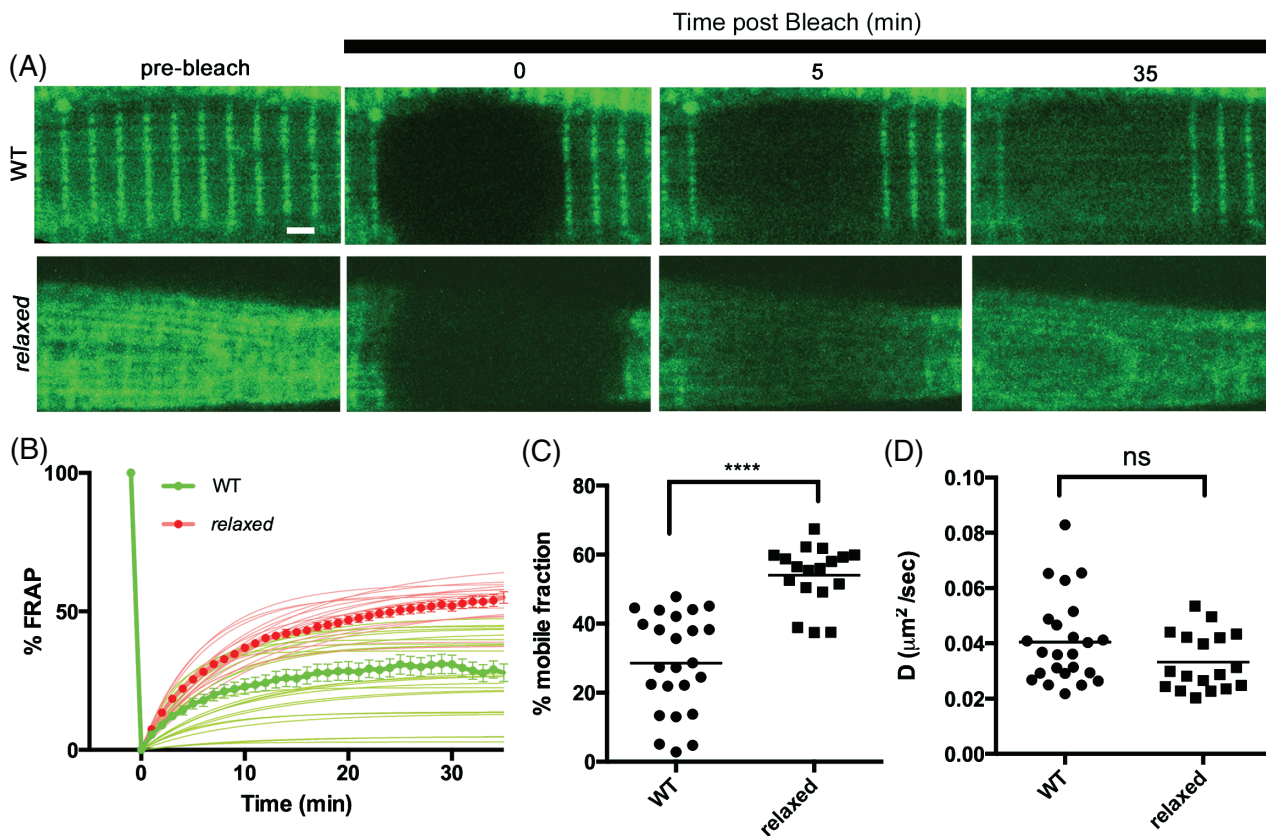 Time post Bleach (min)
(A)
pre-bleach 0 5 35
WT
relaxed
(B)
% FRAP
100
50
0
WT
relaxed
0 10 20 30
Time (min)
(C)
****
% mobile fraction
80
60
40
20
0
WT relaxed
(D)
ns
D (μm² /sec)
0.10
0.08
0.06
0.04
0.02
0.00
WT relaxed